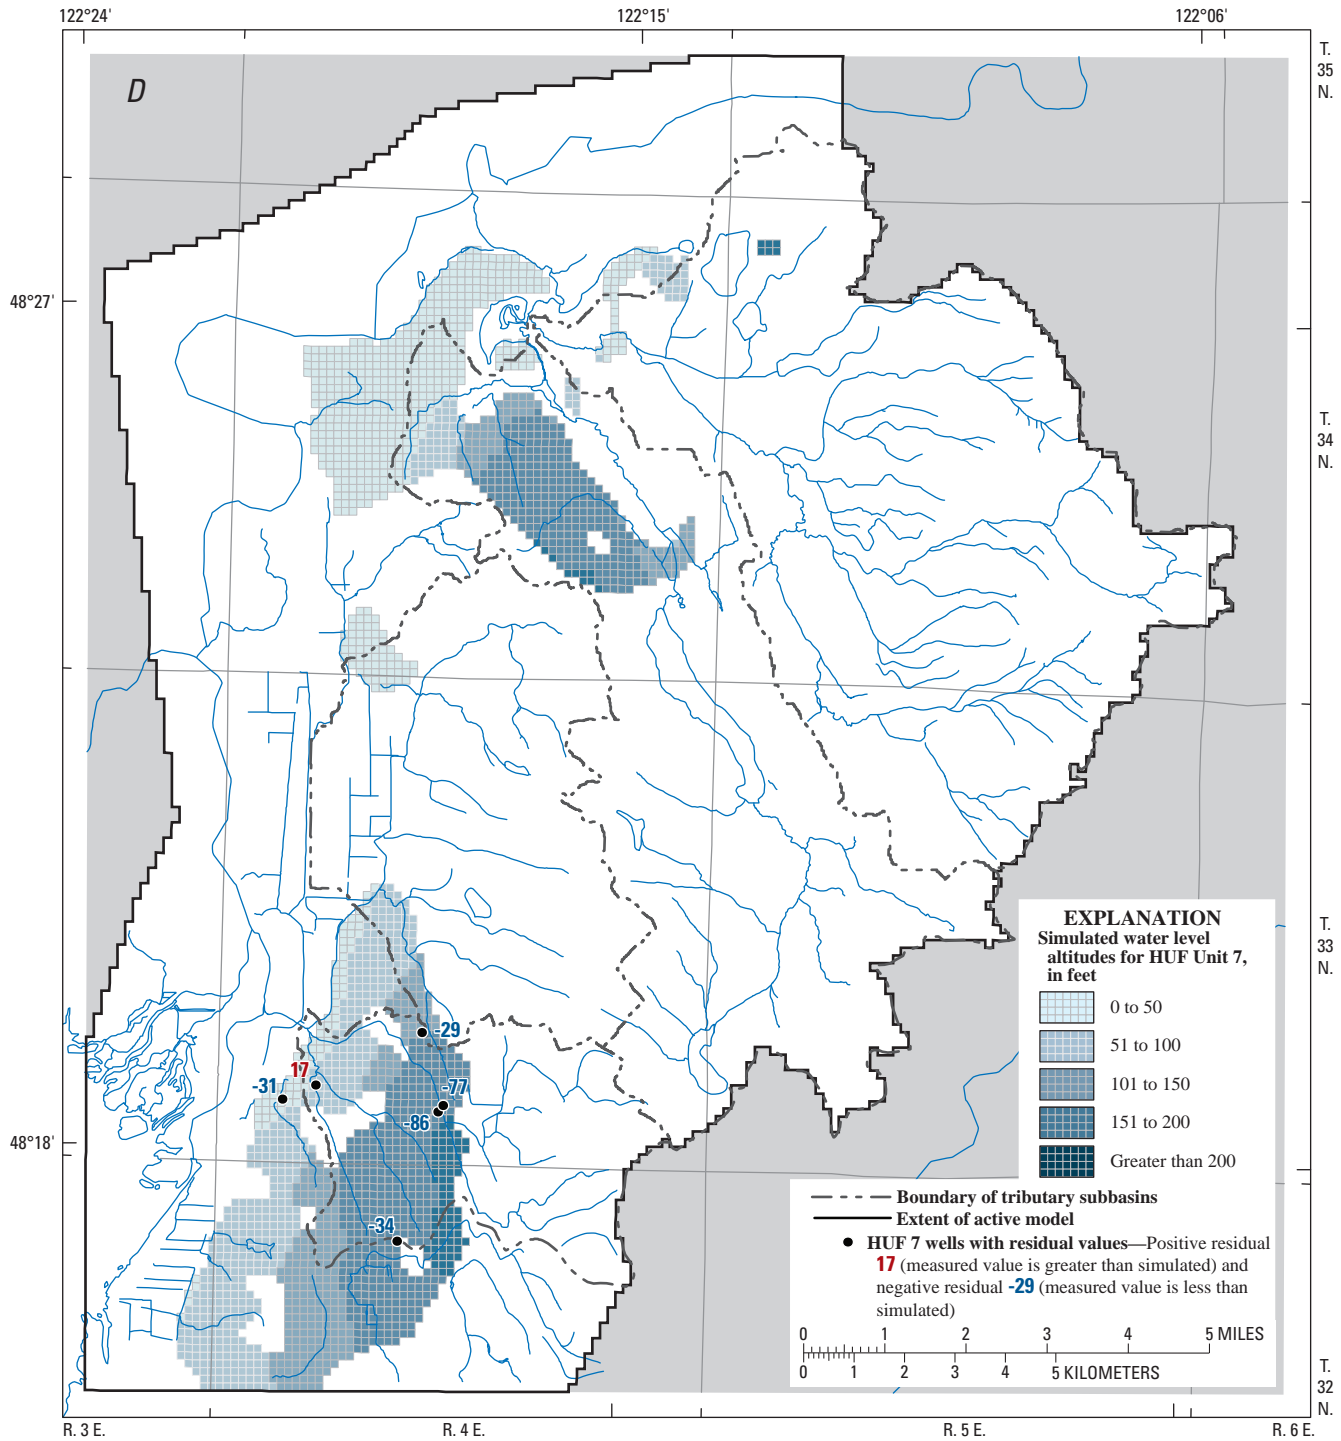 122°24' 122°15' 122°06'
D
T.
35
N.
48°27'
T.
34
N.
T.
33
N.
48°18'
T.
32
N.
-29
17
-31
-77
-86
-34
EXPLANATION
Simulated water level
altitudes for HUF Unit 7,
in feet
0 to 50
51 to 100
101 to 150
151 to 200
Greater than 200
Boundary of tributary subbasins
Extent of active model
HUF 7 wells with residual values—Positive residual
17 (measured value is greater than simulated) and
negative residual -29 (measured value is less than
simulated)
0 1 2 3 4 5 MILES
0 1 2 3 4 5 KILOMETERS
R. 3 E. R. 4 E. R. 5 E. R. 6 E.